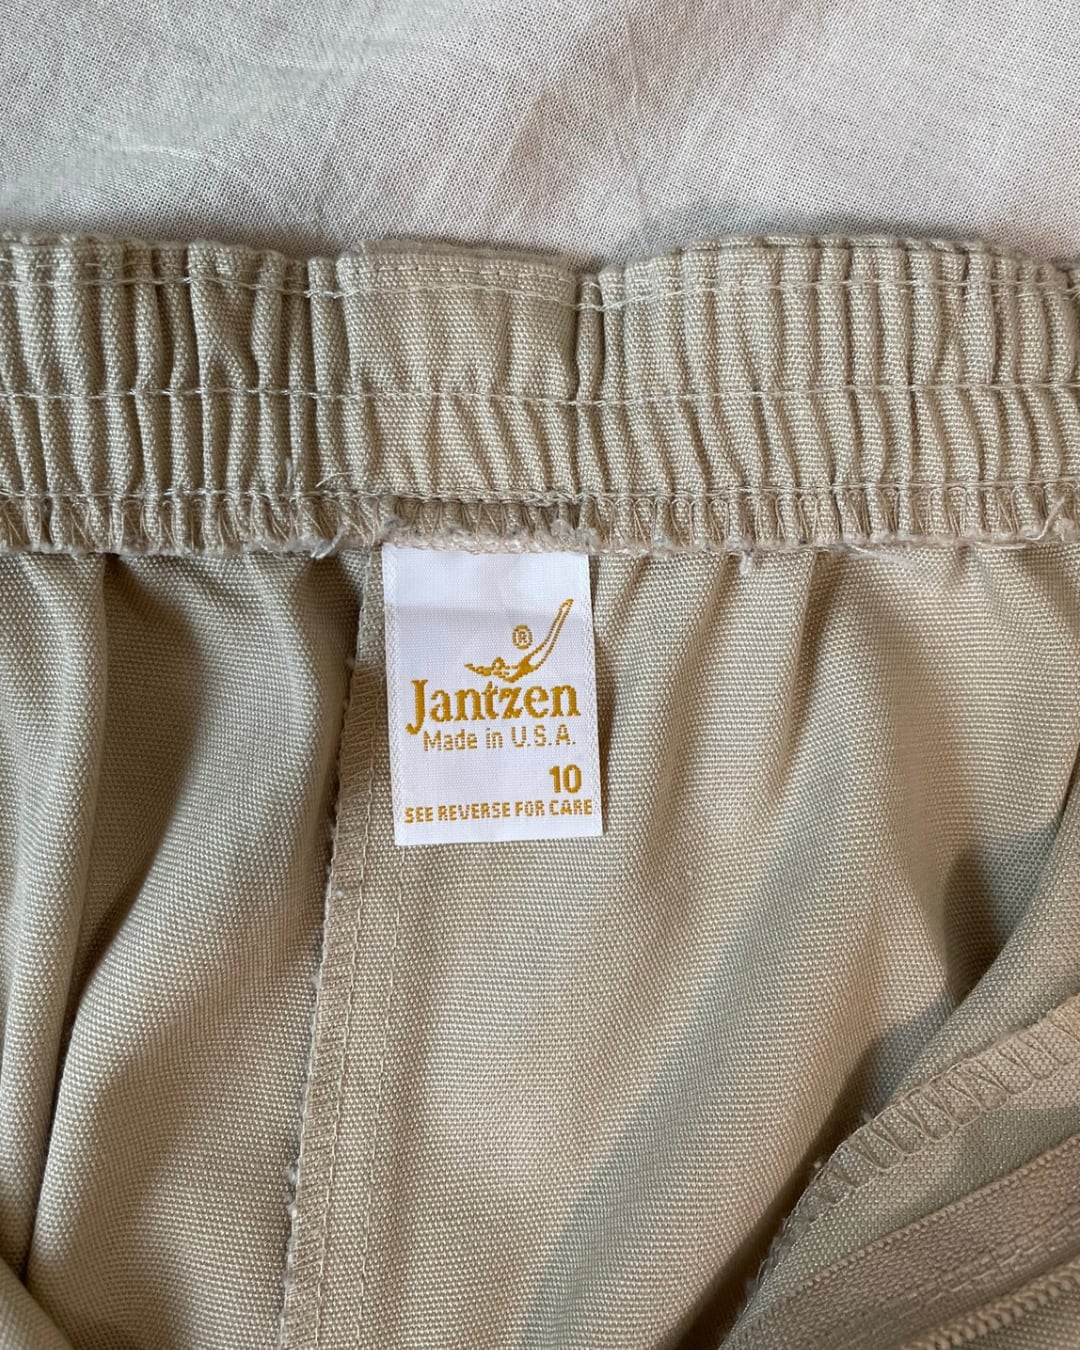 ®
Jantzen
Made in U.S.A.
10
SEE REVERSE FOR CARE